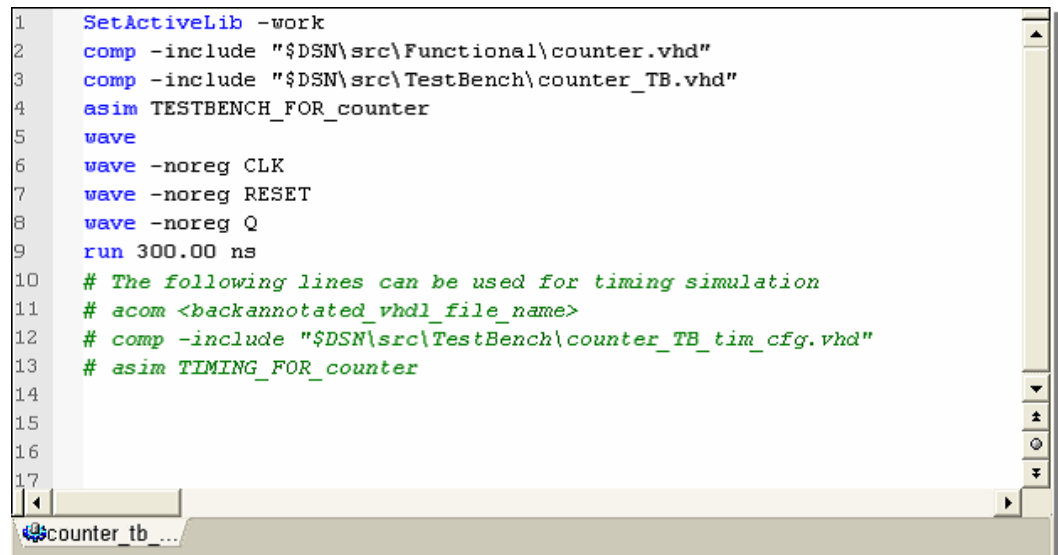 1 SetActiveLib -work
2 comp -include "$DSN\src\Functional\counter.vhd"
3 comp -include "$DSN\src\TestBench\counter_TB.vhd"
4 asim TESTBENCH_FOR_counter
5 wave
6 wave -noreg CLK
7 wave -noreg RESET
8 wave -noreg Q
9 run 300.00 ns
10 # The following lines can be used for timing simulation
11 # acom <backannotated_vhdl_file_name>
12 # comp -include "$DSN\src\TestBench\counter_TB_tim_cfg.vhd"
13 # asim TIMING_FOR_counter
14
15
16
17
counter_tb_...